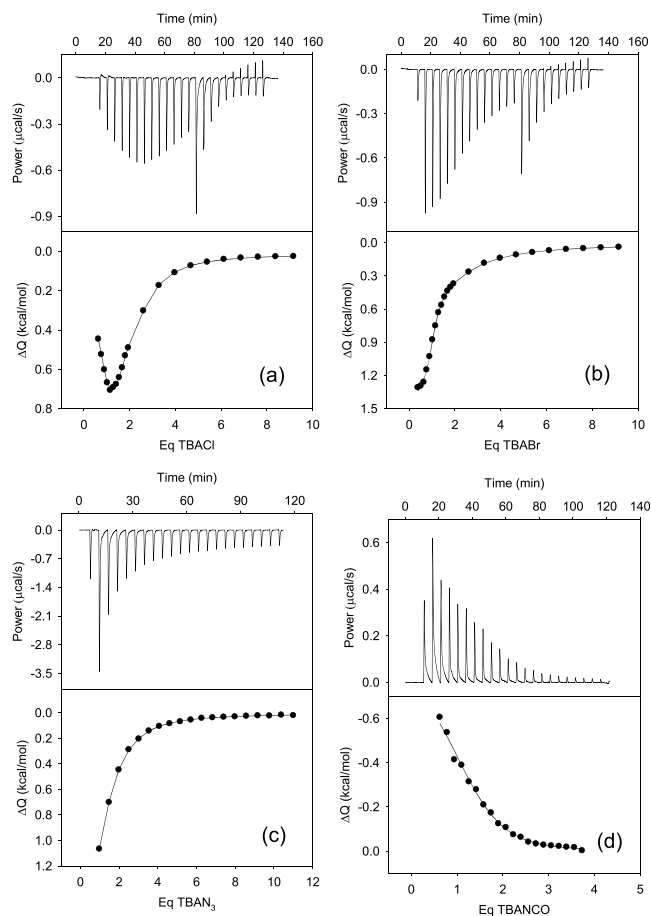 Time (min)
0 20 40 60 80 100 120 140 160
0.0
-0.3
-0.6
-0.9
Power (µcal/s)
0.0
0.2
0.4
0.6
0.8
ΔQ (kcal/mol)
(a)
0 2 4 6 8 10
Eq TBACl
Time (min)
0 20 40 60 80 100 120 140 160
0.0
-0.3
-0.6
-0.9
Power (µcal/s)
0.0
0.3
0.6
0.9
1.2
1.5
ΔQ (kcal/mol)
(b)
0 2 4 6 8 10
Eq TBABr
Time (min)
0 30 60 90 120
0.0
-0.7
-1.4
-2.1
-2.8
-3.5
Power (µcal/s)
0.0
0.2
0.4
0.6
0.8
1.0
1.2
ΔQ (kcal/mol)
(c)
0 2 4 6 8 10 12
Eq TBAN₃
Time (min)
0 20 40 60 80 100 120 140
0.6
0.4
0.2
0.0
Power (µcal/s)
-0.6
-0.4
-0.2
0.0
ΔQ (kcal/mol)
(d)
0 1 2 3 4 5
Eq TBANCO